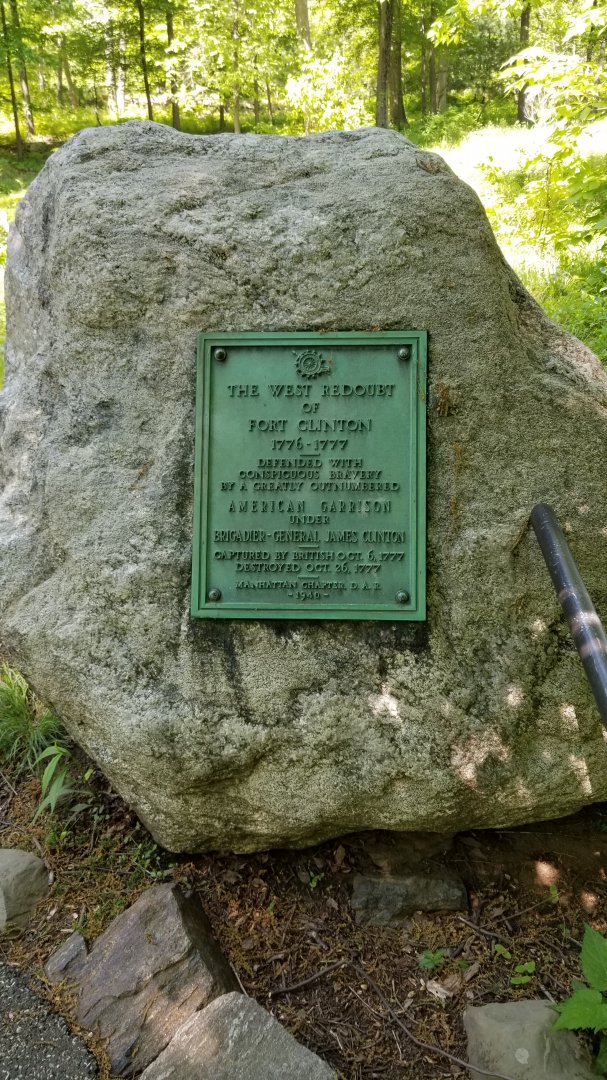 THE WEST REDOUBT
OF
FORT CLINTON
1776-1777
DEFENDED WITH
CONSPICUOUS BRAVERY
BY A GREATLY OUTNUMBERED
AMERICAN GARRISON
UNDER
BRIGADIER-GENERAL JAMES CLINTON
CAPTURED BY BRITISH OCT. 6, 1777
DESTROYED OCT. 26, 1777
MANHATTAN CHAPTER, D.A.R.
-1940-